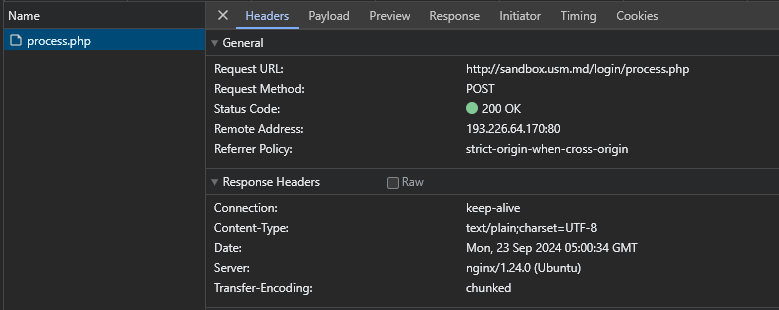 Name
process.php
Headers Payload Preview Response Initiator Timing Cookies
General
Request URL: http://sandbox.usm.md/login/process.php
Request Method: POST
Status Code: 200 OK
Remote Address: 193.226.64.170:80
Referrer Policy: strict-origin-when-cross-origin
Response Headers Raw
Connection: keep-alive
Content-Type: text/plain;charset=UTF-8
Date: Mon, 23 Sep 2024 05:00:34 GMT
Server: nginx/1.24.0 (Ubuntu)
Transfer-Encoding: chunked